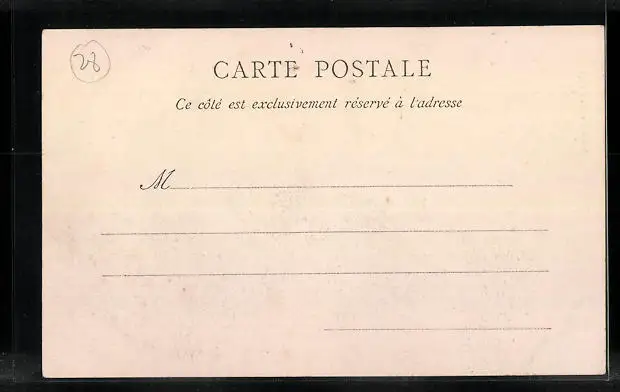 28
CARTE POSTALE
Ce côté est exclusivement réservé à l'adresse
M